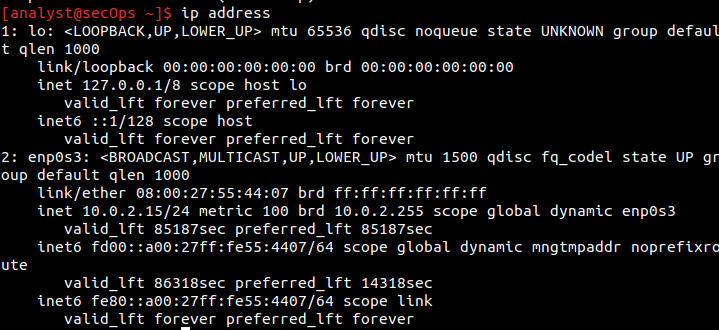 [analyst@secOps ~]$ ip address
1: lo: <LOOPBACK,UP,LOWER_UP> mtu 65536 qdisc noqueue state UNKNOWN group defaul
t qlen 1000
    link/loopback 00:00:00:00:00:00 brd 00:00:00:00:00:00
    inet 127.0.0.1/8 scope host lo
       valid_lft forever preferred_lft forever
    inet6 ::1/128 scope host
       valid_lft forever preferred_lft forever
2: enp0s3: <BROADCAST,MULTICAST,UP,LOWER_UP> mtu 1500 qdisc fq_codel state UP gr
oup default qlen 1000
    link/ether 08:00:27:55:44:07 brd ff:ff:ff:ff:ff:ff
    inet 10.0.2.15/24 metric 100 brd 10.0.2.255 scope global dynamic enp0s3
       valid_lft 85187sec preferred_lft 85187sec
    inet6 fd00::a00:27ff:fe55:4407/64 scope global dynamic mngtmpaddr noprefixro
ute
       valid_lft 86318sec preferred_lft 14318sec
    inet6 fe80::a00:27ff:fe55:4407/64 scope link
       valid_lft forever preferred_lft forever